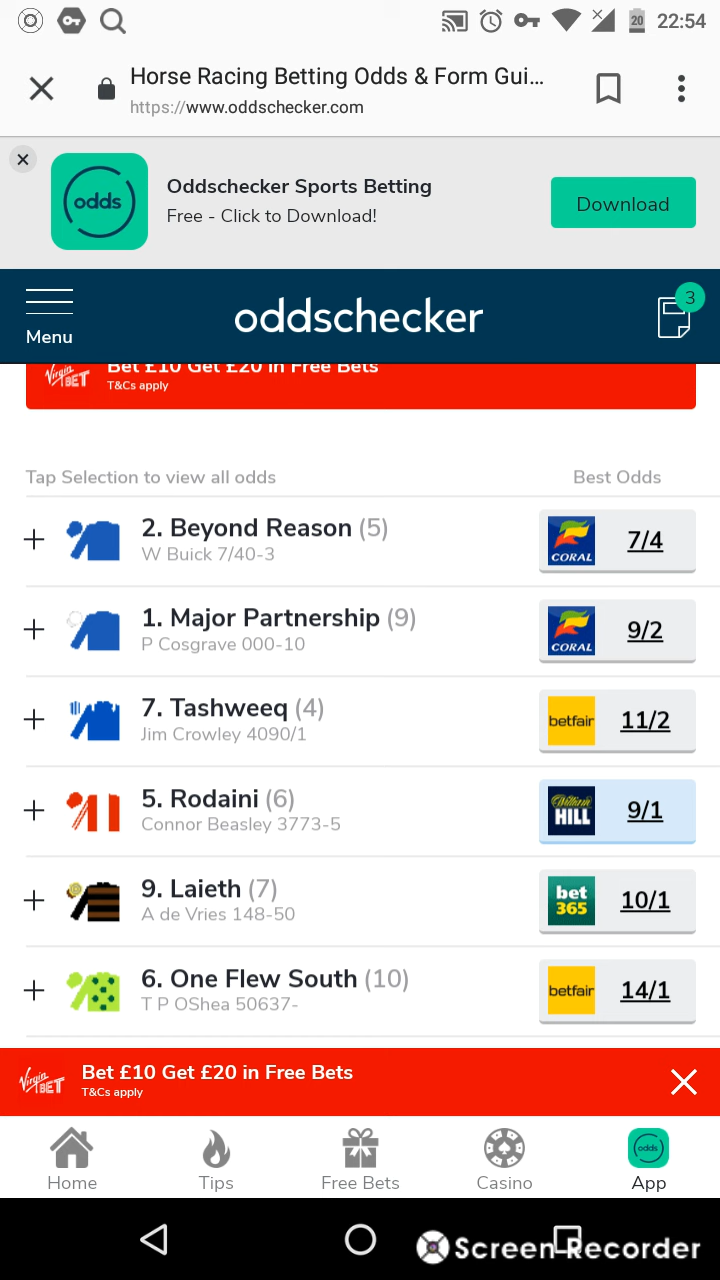 20 22:54
Horse Racing Betting Odds & Form Gui...
https://www.oddschecker.com
odds
Oddschecker Sports Betting
Free - Click to Download!
Download
Menu
oddschecker
3
Virgin BET
Bet £10 Get £20 in Free Bets
T&Cs apply
Tap Selection to view all odds
Best Odds
2. Beyond Reason (5)
W Buick 7/40-3
CORAL
7/4
1. Major Partnership (9)
P Cosgrave 000-10
CORAL
9/2
7. Tashweeq (4)
Jim Crowley 4090/1
betfair
11/2
5. Rodaini (6)
Connor Beasley 3773-5
William HILL
9/1
9. Laieth (7)
A de Vries 148-50
bet365
10/1
6. One Flew South (10)
T P OShea 50637-
betfair
14/1
Virgin BET
Bet £10 Get £20 in Free Bets
T&Cs apply
Home
Tips
Free Bets
Casino
odds
App
Screen Recorder